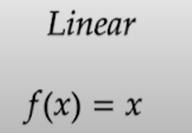 Linear
f(x) = x